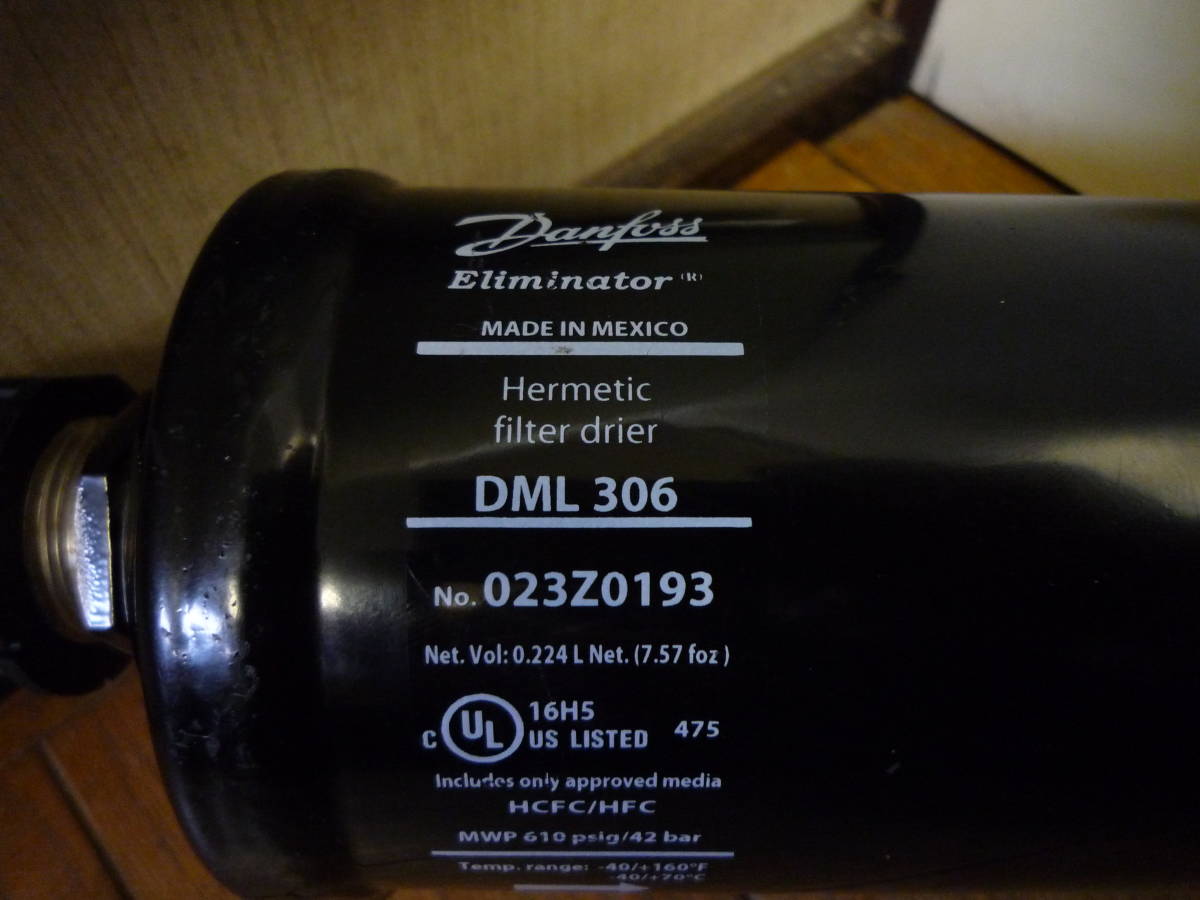 Danfoss
Eliminator (R)
MADE IN MEXICO
Hermetic
filter drier
DML 306
No. 023Z0193
Net. Vol: 0.224 L Net. (7.57 foz )
C UL US LISTED 16H5 475
Includes only approved media
HCFC/HFC
MWP 610 psig/42 bar
Temp. range: -40/+160°F
-40/+70°C